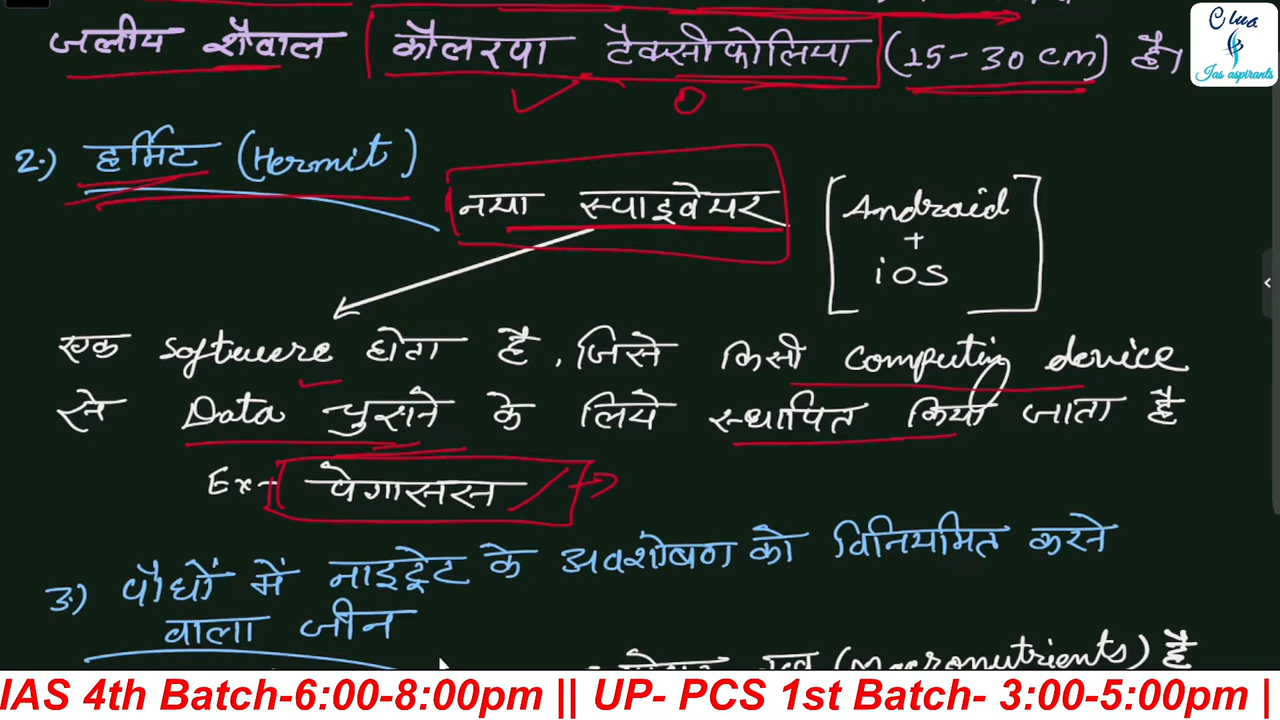 जलीय शैवाल कौलरपा टैक्सीफोलिया (15-30 cm) है।
Clue
Ias aspirants
2.) हर्मिट (Hermit)
नया स्पाइवेयर
Android
+
iOS
एक software होता है, जिसे किसी computing device
से Data चुराने के लिये स्थापित किया जाता है
Ex- पेगासस
3.) पौधों में नाइट्रेट के अवशोषण को विनियमित करने
वाला जीन
(macronutrients) है
IAS 4th Batch-6:00-8:00pm || UP- PCS 1st Batch- 3:00-5:00pm |